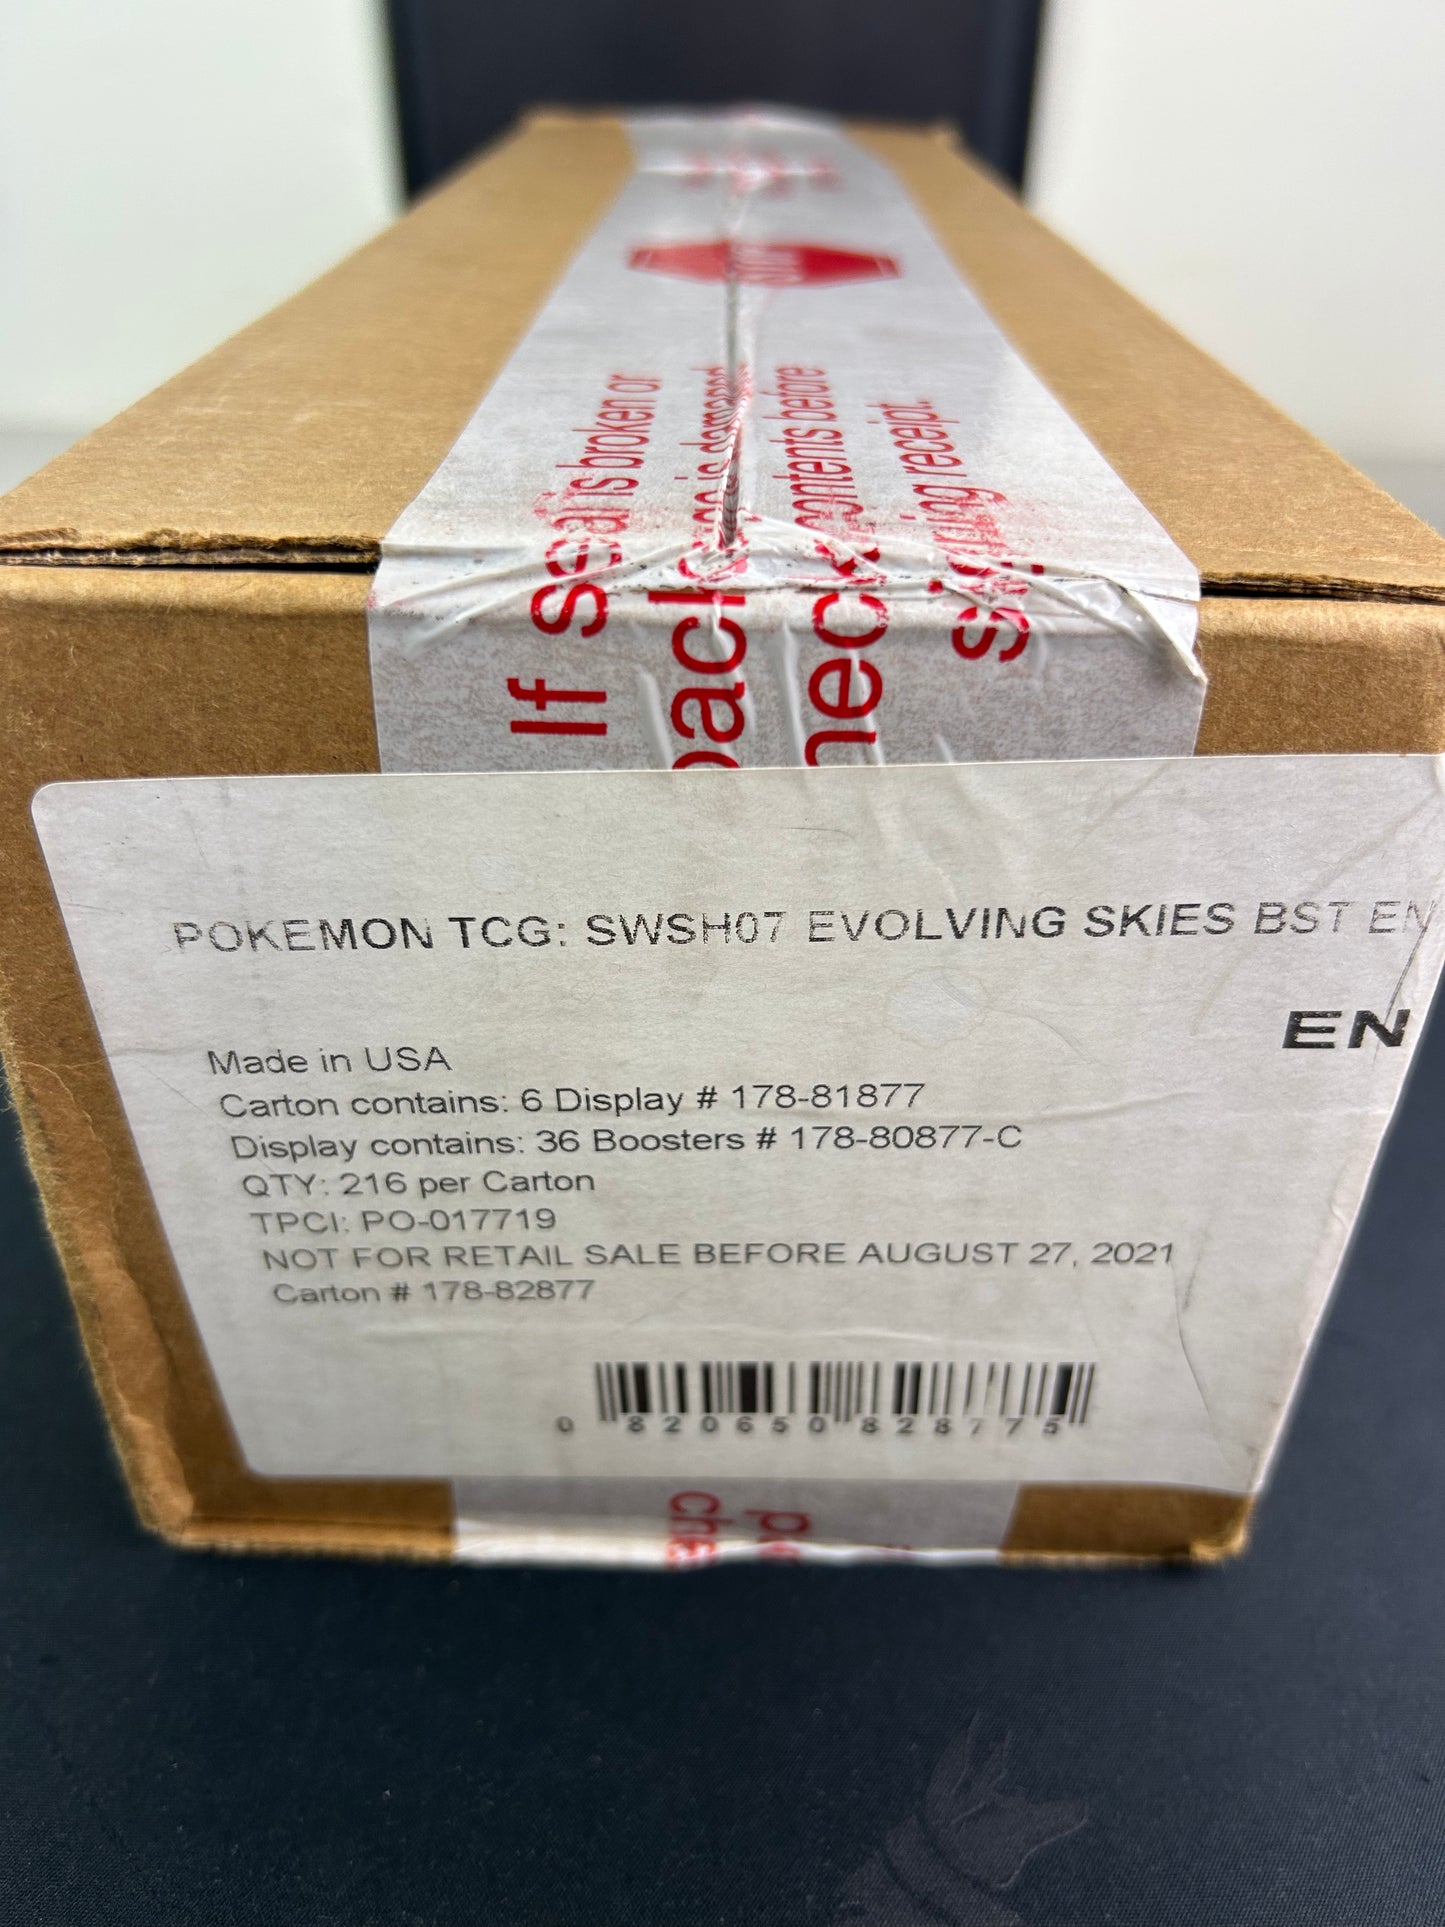 STOP
If seal is broken or
package is damaged
check contents before
signing receipt.
POKEMON TCG: SWSH07 EVOLVING SKIES BST EN
EN
Made in USA
Carton contains: 6 Display # 178-81877
Display contains: 36 Boosters # 178-80877-C
QTY: 216 per Carton
TPCI: PO-017719
NOT FOR RETAIL SALE BEFORE AUGUST 27, 2021
Carton # 178-82877
0 820650 828775